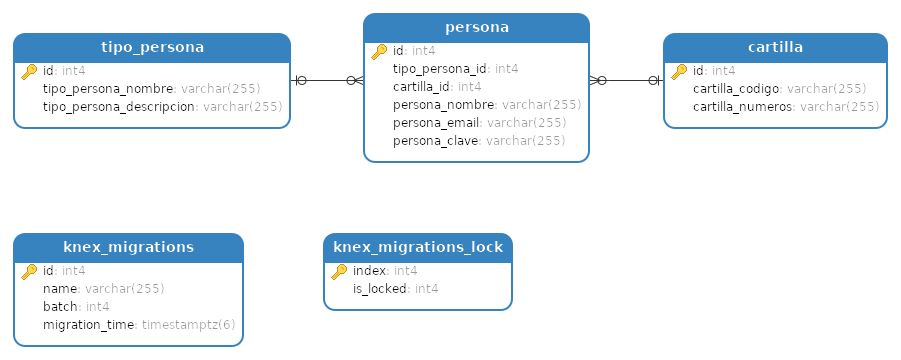 tipo_persona
id: int4
tipo_persona_nombre: varchar(255)
tipo_persona_descripcion: varchar(255)
persona
id: int4
tipo_persona_id: int4
cartilla_id: int4
persona_nombre: varchar(255)
persona_email: varchar(255)
persona_clave: varchar(255)
cartilla
id: int4
cartilla_codigo: varchar(255)
cartilla_numeros: varchar(255)
knex_migrations
id: int4
name: varchar(255)
batch: int4
migration_time: timestamptz(6)
knex_migrations_lock
index: int4
is_locked: int4